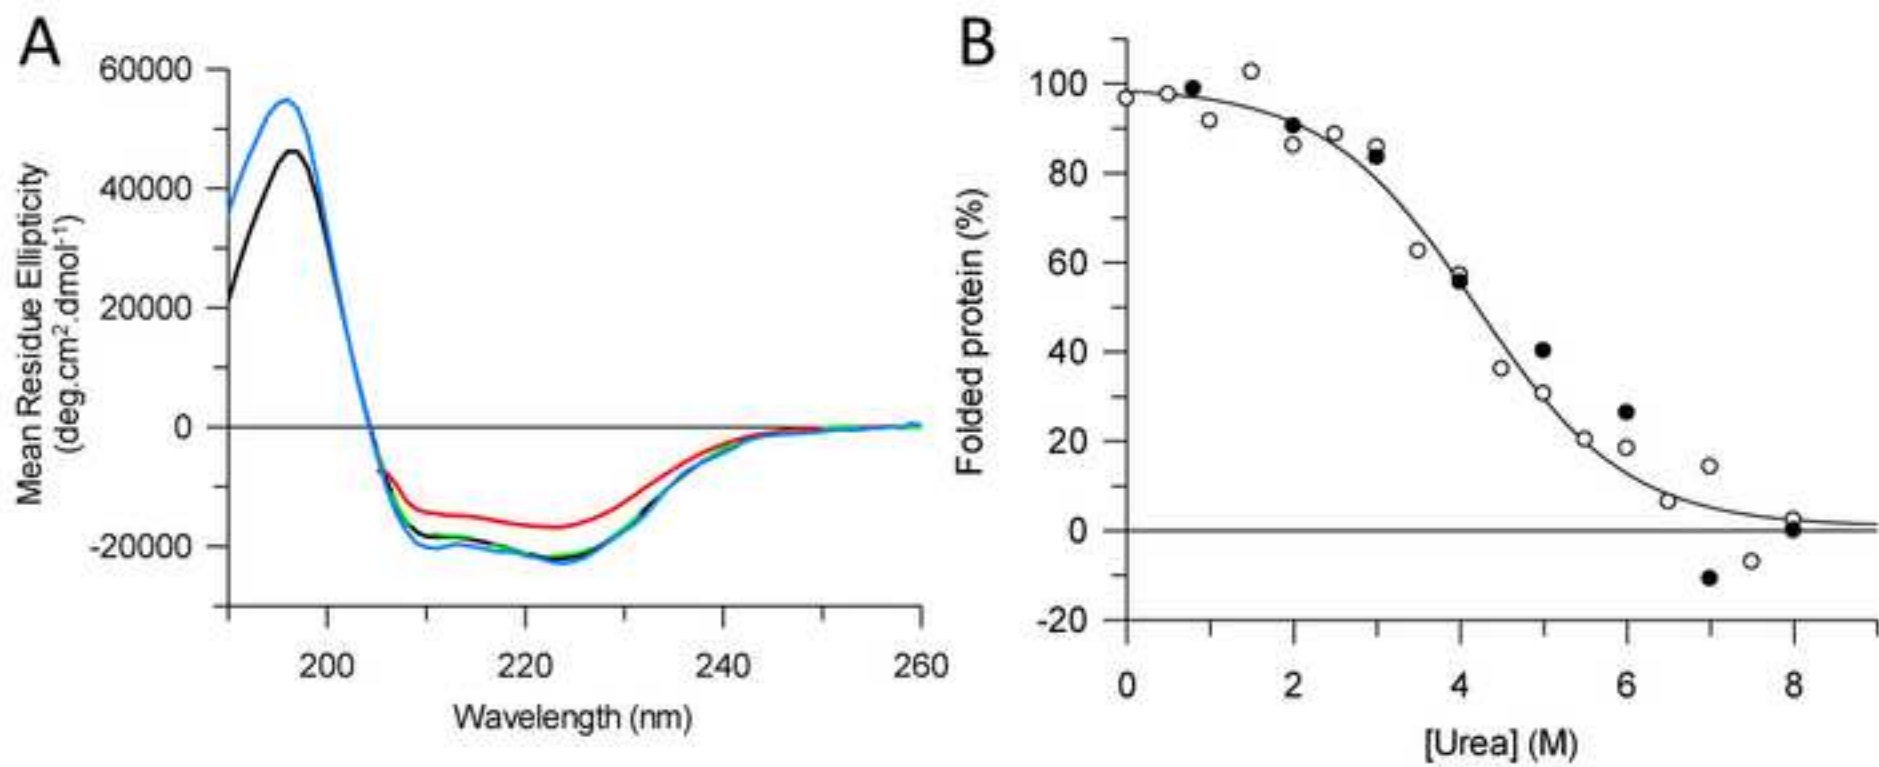 A
60000
40000
20000
0
-20000
Mean Residue Ellipticity
(deg.cm².dmol⁻¹)
200 220 240 260
Wavelength (nm)
B
100
80
60
40
20
0
-20
Folded protein (%)
0 2 4 6 8
[Urea] (M)